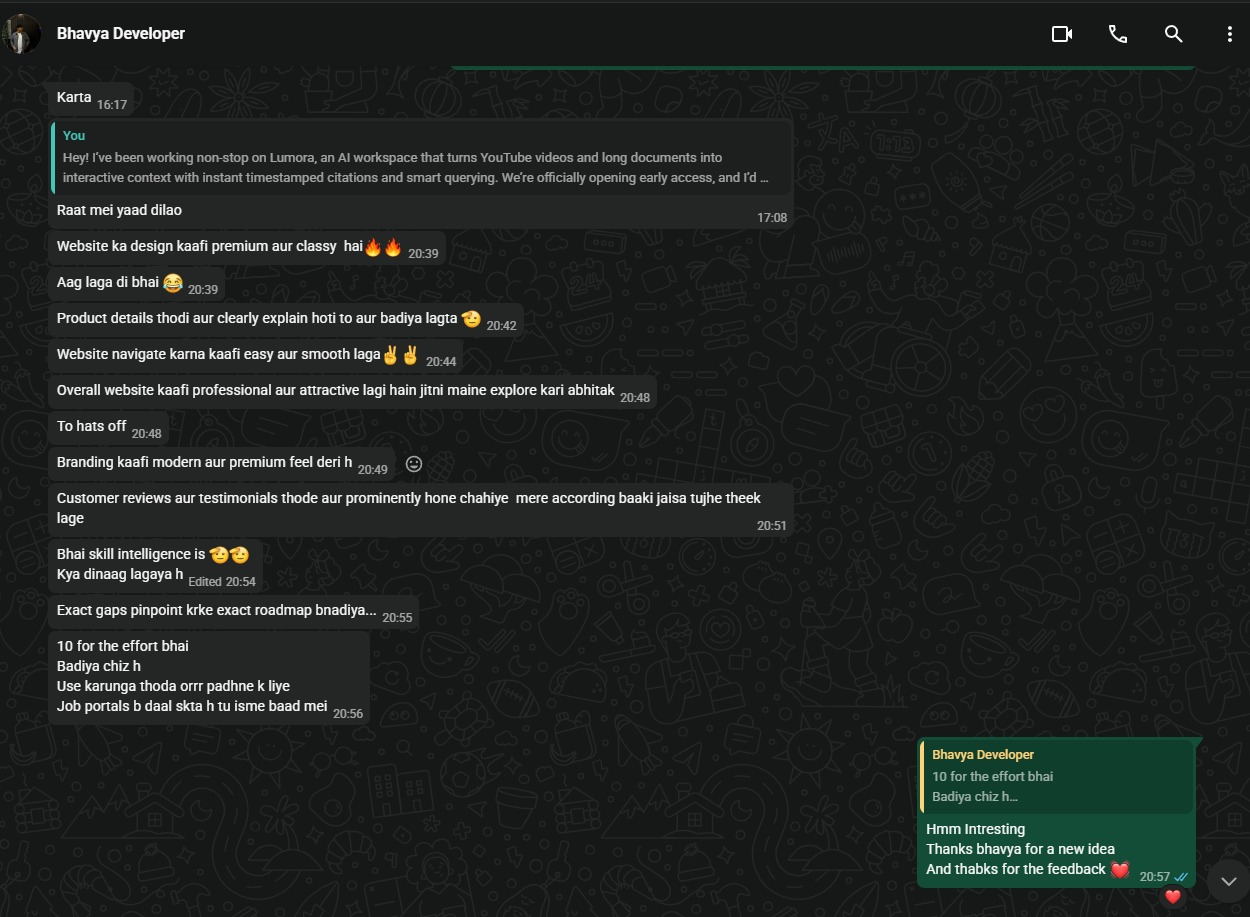 Bhavya Developer
Karta 16:17
You
Hey! I've been working non-stop on Lumora, an AI workspace that turns YouTube videos and long documents into
interactive context with instant timestamped citations and smart querying. We're officially opening early access, and I'd ...
Raat mei yaad dilao
17:08
Website ka design kaafi premium aur classy hai🔥🔥 20:39
Aag laga di bhai 😂 20:39
Product details thodi aur clearly explain hoti to aur badiya lagta 🫡 20:42
Website navigate karna kaafi easy aur smooth laga✌️✌️ 20:44
Overall website kaafi professional aur attractive lagi hain jitni maine explore kari abhitak 20:48
To hats off 20:48
Branding kaafi modern aur premium feel deri h 20:49
Customer reviews aur testimonials thode aur prominently hone chahiye mere according baaki jaisa tujhe theek
lage
20:51
Bhai skill intelligence is 🫡🫡
Kya dinaag lagaya h Edited 20:54
Exact gaps pinpoint krke exact roadmap bnadiya... 20:55
10 for the effort bhai
Badiya chiz h
Use karunga thoda orrr padhne k liye
Job portals b daal skta h tu isme baad mei 20:56
Bhavya Developer
10 for the effort bhai
Badiya chiz h...
Hmm Intresting
Thanks bhavya for a new idea
And thabks for the feedback 💓 20:57